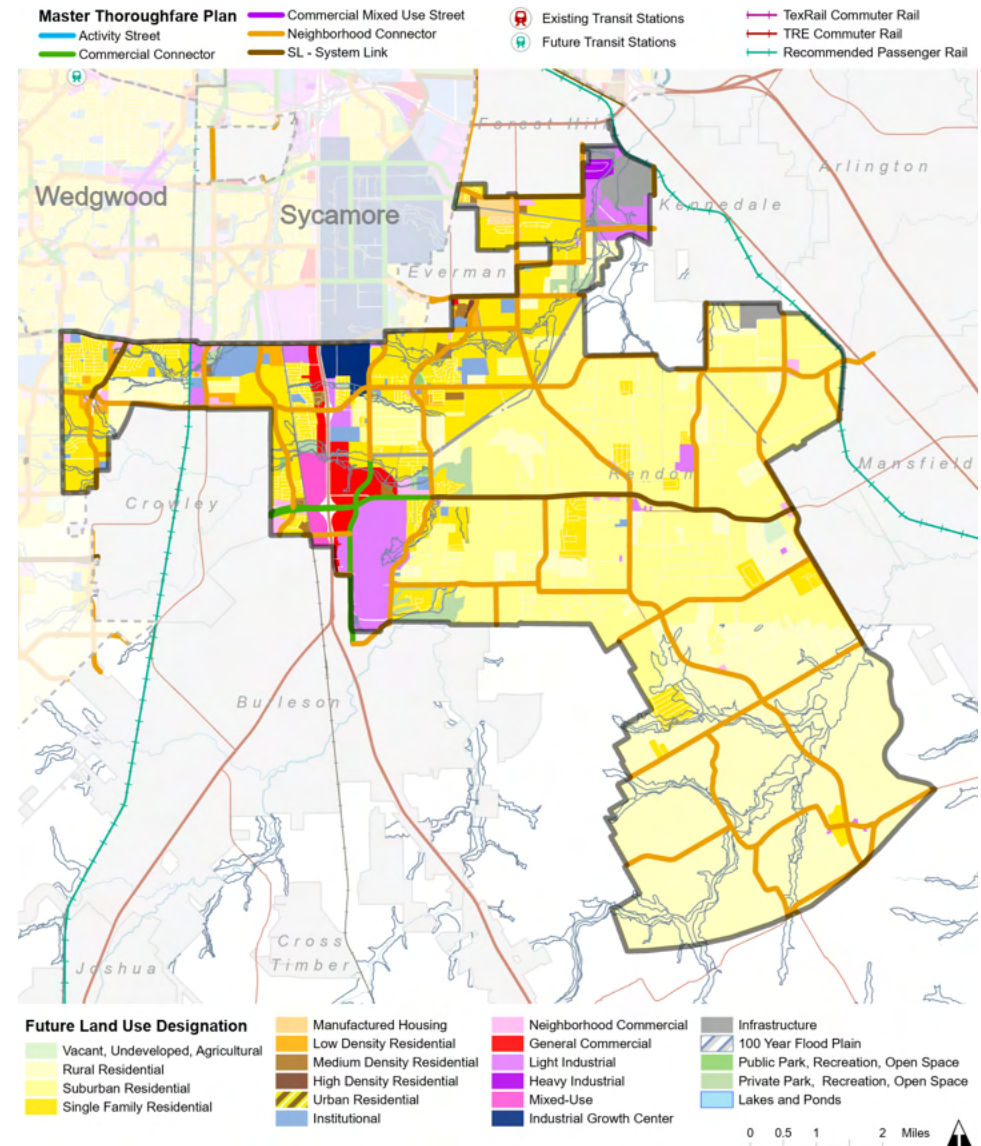 Master Thoroughfare Plan
Activity Street
Commercial Connector
Commercial Mixed Use Street
Neighborhood Connector
SL - System Link
Existing Transit Stations
Future Transit Stations
TexRail Commuter Rail
TRE Commuter Rail
Recommended Passenger Rail
Forest Hill
Arlington
Wedgwood
Kennedale
Sycamore
Everman
Mansfield
Rendon
Crowley
Burleson
Cross
Timber
Joshua
Future Land Use Designation
Vacant, Undeveloped, Agricultural
Rural Residential
Suburban Residential
Single Family Residential
Manufactured Housing
Low Density Residential
Medium Density Residential
High Density Residential
Urban Residential
Institutional
Neighborhood Commercial
General Commercial
Light Industrial
Heavy Industrial
Mixed-Use
Industrial Growth Center
Infrastructure
100 Year Flood Plain
Public Park, Recreation, Open Space
Private Park, Recreation, Open Space
Lakes and Ponds
0 0.5 1 2 Miles